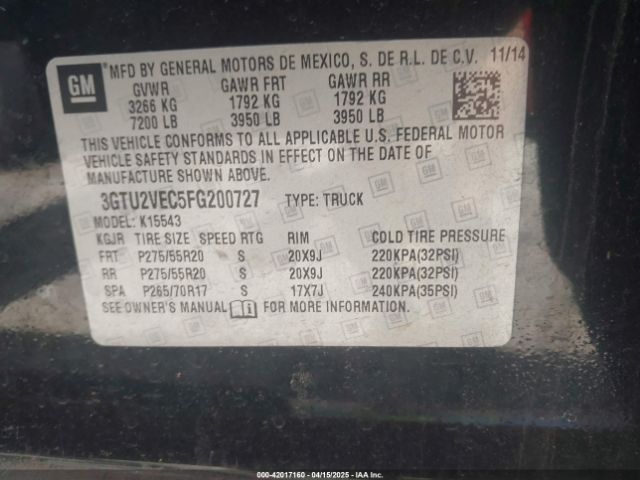 GM MFD BY GENERAL MOTORS DE MEXICO, S. DE R.L. DE C.V. 11/14
GVWR GAWR FRT GAWR RR
3266 KG 1792 KG 1792 KG
7200 LB 3950 LB 3950 LB
THIS VEHICLE CONFORMS TO ALL APPLICABLE U.S. FEDERAL MOTOR
VEHICLE SAFETY STANDARDS IN EFFECT ON THE DATE OF
MANUFACTURE SHOWN ABOVE.
3GTU2VEC5FG200727 TYPE: TRUCK
MODEL: K15543
KGJR TIRE SIZE SPEED RTG RIM COLD TIRE PRESSURE
FRT P275/55R20 S 20X9J 220KPA(32PSI)
RR P275/55R20 S 20X9J 220KPA(32PSI)
SPA P265/70R17 S 17X7J 240KPA(35PSI)
SEE OWNER'S MANUAL FOR MORE INFORMATION.
000-42017160 - 04/15/2025 - IAAI.COM